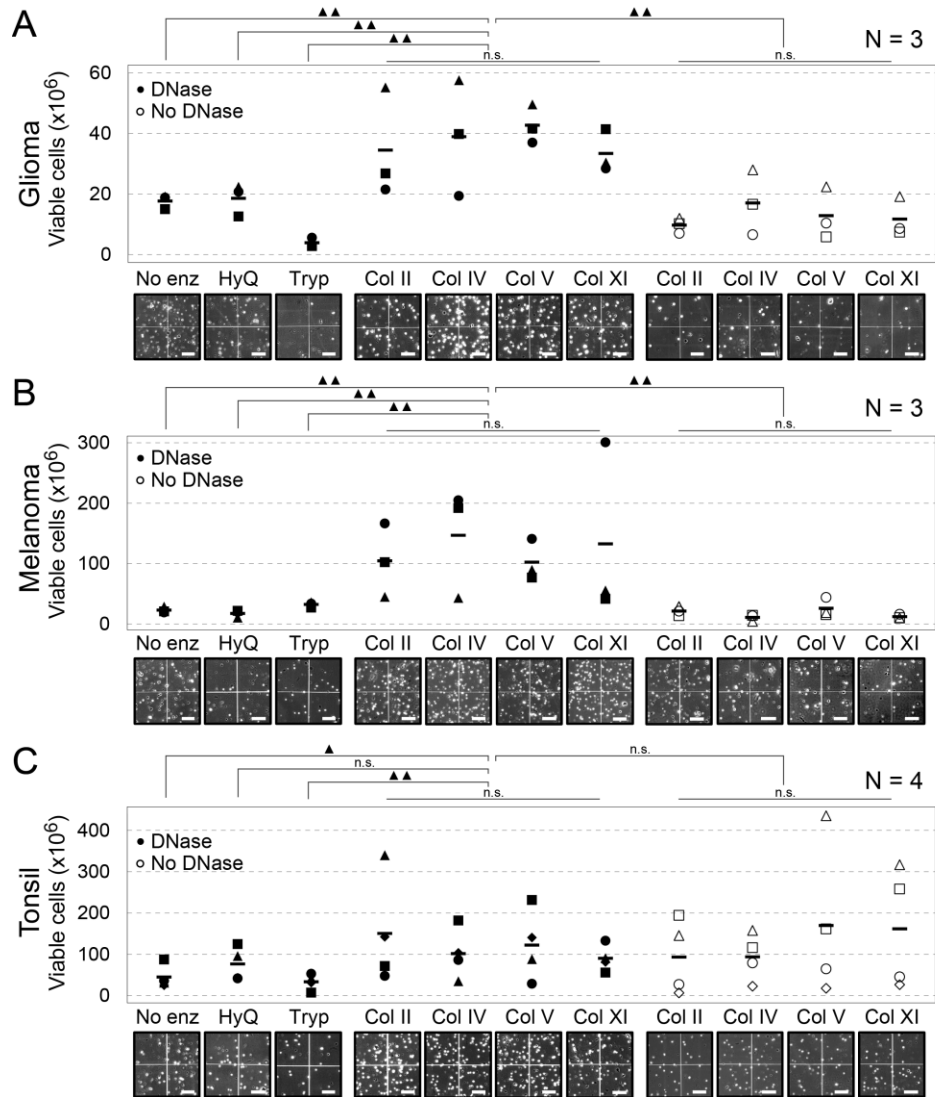 A
▲▲ ▲▲
▲▲
▲▲
N = 3
n.s. n.s.
Glioma
Viable cells (x10⁶)
60
40
20
0
● DNase
○ No DNase
No enz HyQ Tryp Col II Col IV Col V Col XI Col II Col IV Col V Col XI
B
▲▲ ▲▲
▲▲
▲▲
N = 3
n.s. n.s.
Melanoma
Viable cells (x10⁶)
300
200
100
0
● DNase
○ No DNase
No enz HyQ Tryp Col II Col IV Col V Col XI Col II Col IV Col V Col XI
C
▲ n.s.
n.s.
▲▲
N = 4
n.s. n.s.
Tonsil
Viable cells (x10⁶)
400
300
200
100
0
● DNase
○ No DNase
No enz HyQ Tryp Col II Col IV Col V Col XI Col II Col IV Col V Col XI